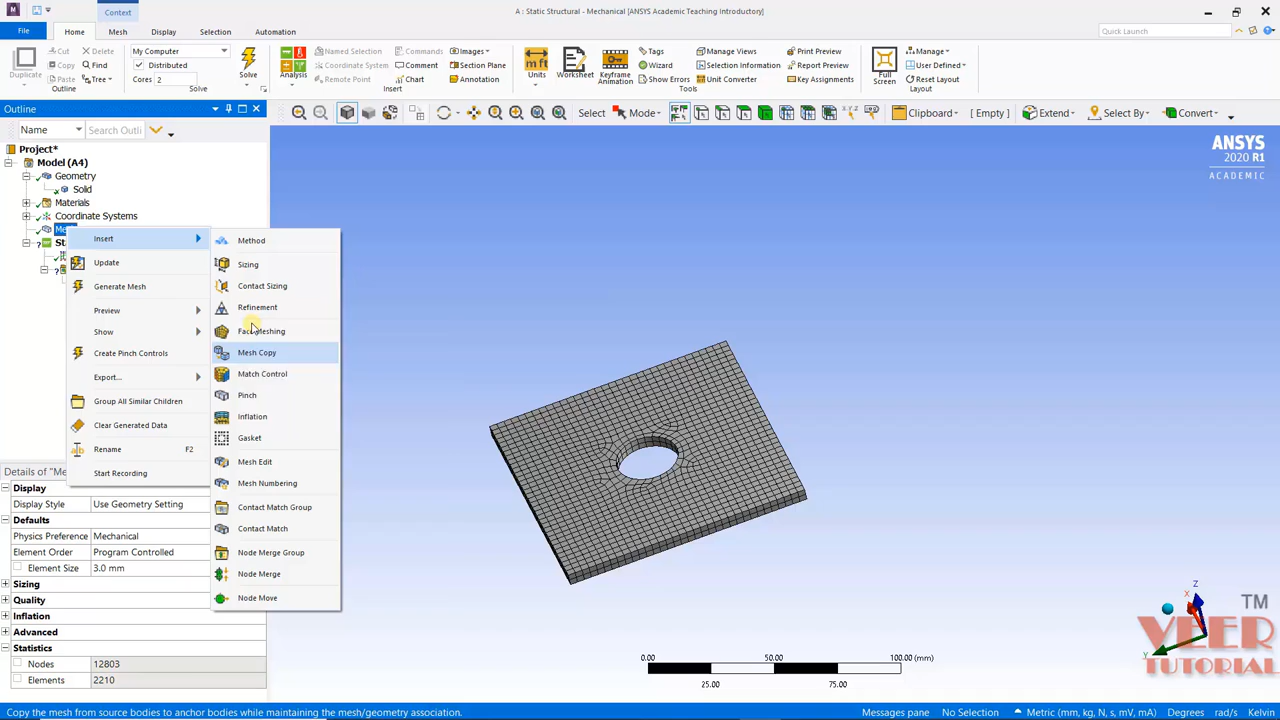 Context
A : Static Structural - Mechanical [ANSYS Academic Teaching Introductory]
File
Home
Mesh
Display
Selection
Automation
Quick Launch
Duplicate
Cut
Copy
Paste
Delete
Find
Tree
Outline
My Computer
Distributed
Cores 2
Solve
Solve
Analysis
Named Selection
Coordinate System
Remote Point
Commands
Comment
Chart
Images
Section Plane
Annotation
Insert
Units
Worksheet
Keyframe Animation
Tags
Wizard
Show Errors
Manage Views
Selection Information
Unit Converter
Print Preview
Report Preview
Key Assignments
Tools
Full Screen
Manage
User Defined
Reset Layout
Layout
Outline
Select
Mode
Clipboard
[ Empty ]
Extend
Select By
Convert
Name
Search Outli
Project*
Model (A4)
Geometry
Solid
Materials
Coordinate Systems
Me
St
Insert
Update
Generate Mesh
Preview
Show
Create Pinch Controls
Export...
Group All Similar Children
Clear Generated Data
Rename F2
Start Recording
Method
Sizing
Contact Sizing
Refinement
Face Meshing
Mesh Copy
Match Control
Pinch
Inflation
Gasket
Mesh Edit
Mesh Numbering
Contact Match Group
Contact Match
Node Merge Group
Node Merge
Node Move
ANSYS
2020 R1
ACADEMIC
Details of "Me
Display
Display Style Use Geometry Setting
Defaults
Physics Preference Mechanical
Element Order Program Controlled
Element Size 3.0 mm
Sizing
Quality
Inflation
Advanced
Statistics
Nodes 12803
Elements 2210
0.00 50.00 100.00 (mm)
25.00 75.00
Z
X
Y
TM
VEER
TUTORIAL
Copy the mesh from source bodies to anchor bodies while maintaining the mesh/geometry association.
Messages pane
No Selection
Metric (mm, kg, N, s, mV, mA)
Degrees
rad/s
Kelvin